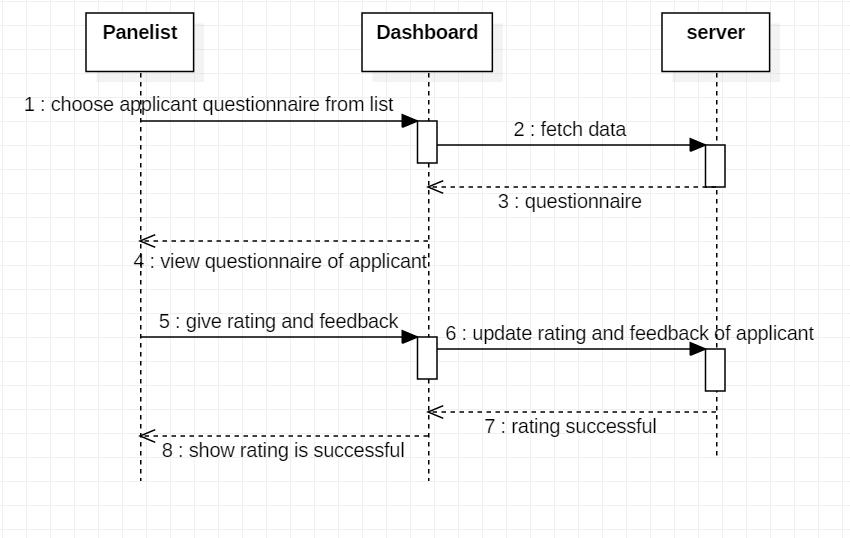 Panelist
Dashboard
server
1 : choose applicant questionnaire from list
2 : fetch data
3 : questionnaire
4 : view questionnaire of applicant
5 : give rating and feedback
6 : update rating and feedback of applicant
7 : rating successful
8 : show rating is successful